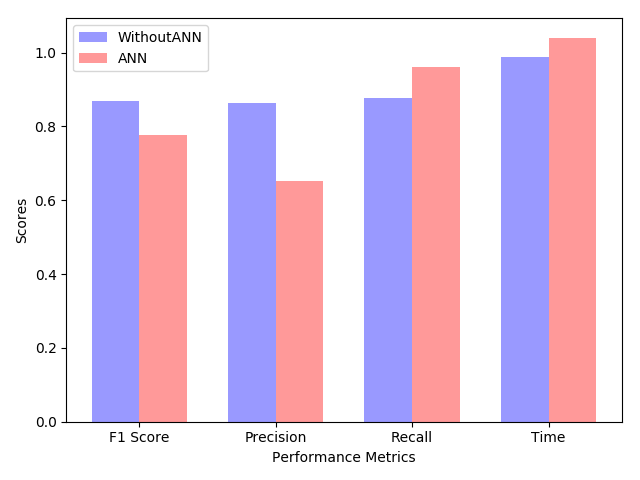 WithoutANN
ANN
1.0
0.8
0.6
0.4
0.2
0.0
Scores
F1 Score Precision Recall Time
Performance Metrics